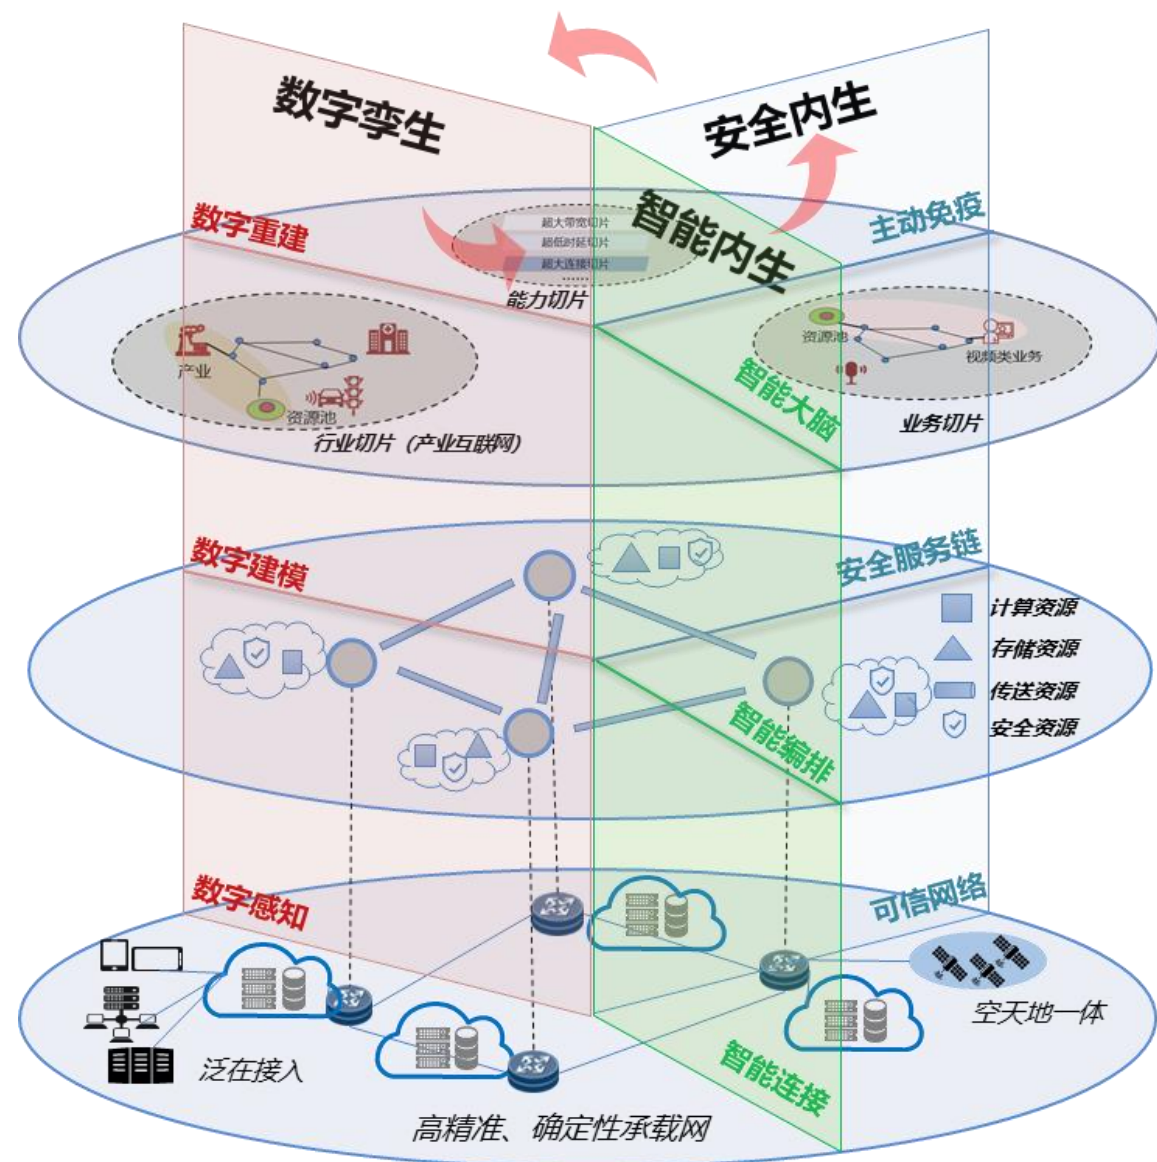 数字孪生
安全内生
智能内生
数字重建
主动免疫
超大带宽切片
超低时延切片
超大连接切片
……
能力切片
智能大脑
产业
资源池
行业切片（产业互联网）
资源池
视频类业务
业务切片
数字建模
安全服务链
计算资源
存储资源
传送资源
安全资源
智能编排
数字感知
可信网络
泛在接入
空天地一体
智能连接
高精准、确定性承载网